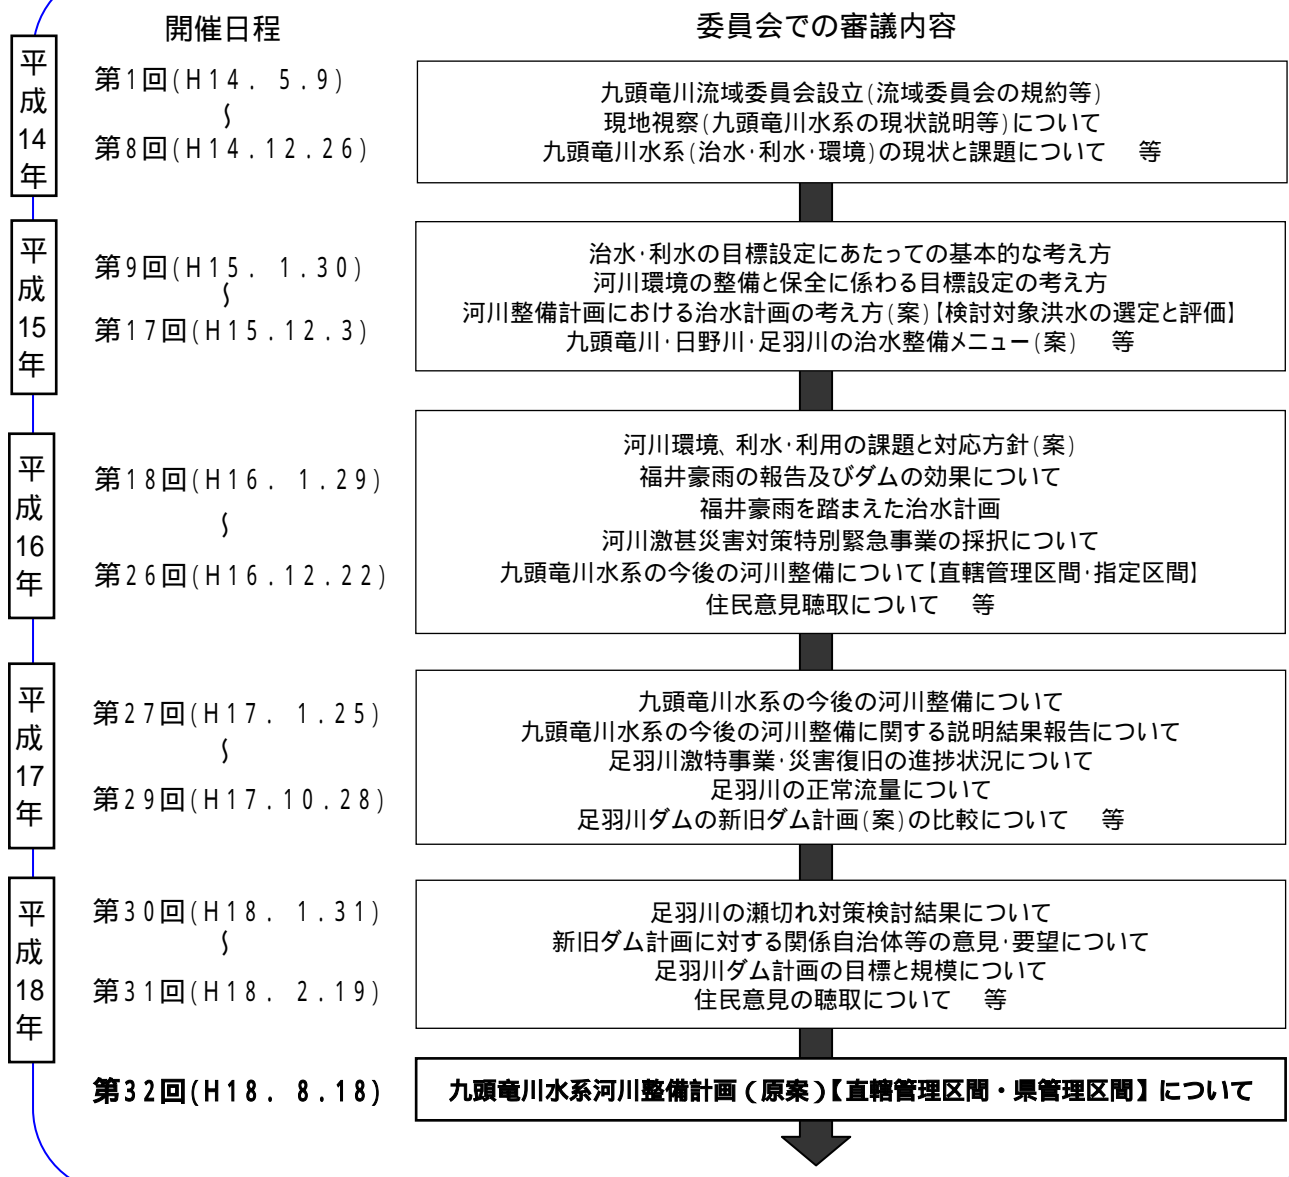 開催日程
委員会での審議内容
平成14年
第1回(H14. 5.9)
～
第8回(H14.12.26)
九頭竜川流域委員会設立(流域委員会の規約等)
現地視察(九頭竜川水系の現状説明等)について
九頭竜川水系(治水･利水･環境)の現状と課題について　等
平成15年
第9回(H15. 1.30)
～
第17回(H15.12.3)
治水･利水の目標設定にあたっての基本的な考え方
河川環境の整備と保全に係わる目標設定の考え方
河川整備計画における治水計画の考え方(案)【検討対象洪水の選定と評価】
九頭竜川･日野川･足羽川の治水整備メニュー(案)　等
平成16年
第18回(H16. 1.29)
～
第26回(H16.12.22)
河川環境、利水･利用の課題と対応方針(案)
福井豪雨の報告及びダムの効果について
福井豪雨を踏まえた治水計画
河川激甚災害対策特別緊急事業の採択について
九頭竜川水系の今後の河川整備について【直轄管理区間･指定区間】
住民意見聴取について　等
平成17年
第27回(H17. 1.25)
～
第29回(H17.10.28)
九頭竜川水系の今後の河川整備について
九頭竜川水系の今後の河川整備に関する説明結果報告について
足羽川激特事業･災害復旧の進捗状況について
足羽川の正常流量について
足羽川ダムの新旧ダム計画(案)の比較について　等
平成18年
第30回(H18. 1.31)
～
第31回(H18. 2.19)
足羽川の瀬切れ対策検討結果について
新旧ダム計画に対する関係自治体等の意見･要望について
足羽川ダム計画の目標と規模について
住民意見の聴取について　等
第32回(H18. 8.18)
九頭竜川水系河川整備計画（原案）【直轄管理区間・県管理区間】について